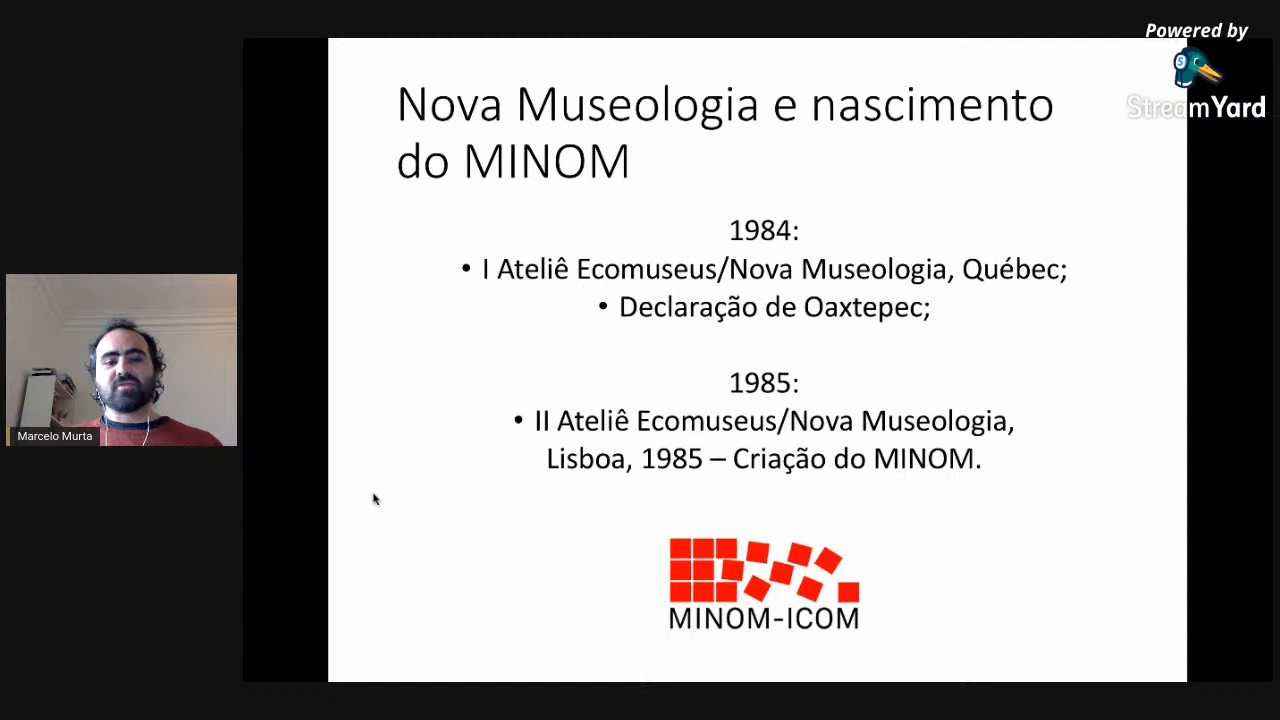 Powered by
StreamYard
Nova Museologia e nascimento
do MINOM
1984:
• I Ateliê Ecomuseus/Nova Museologia, Québec;
• Declaração de Oaxtepec;
1985:
• II Ateliê Ecomuseus/Nova Museologia,
Lisboa, 1985 – Criação do MINOM.
MINOM-ICOM
Marcelo Murta